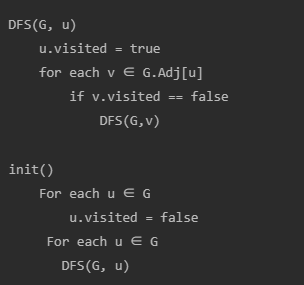 DFS(G, u)
    u.visited = true
    for each v ∈ G.Adj[u]
        if v.visited == false
            DFS(G,v)

init()
    For each u ∈ G
        u.visited = false
     For each u ∈ G
       DFS(G, u)